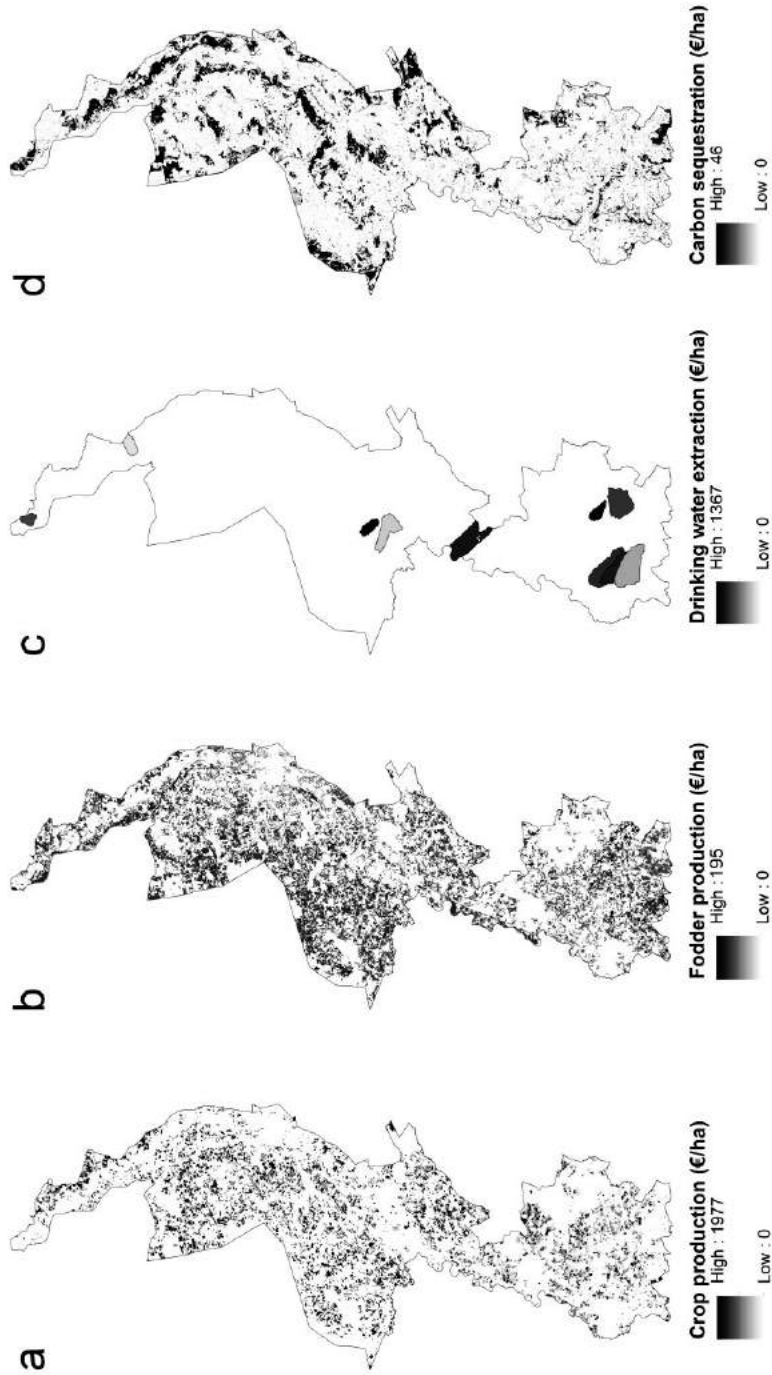 a
Crop production (€/ha)
High : 1977
Low : 0
b
Fodder production (€/ha)
High : 195
Low : 0
c
Drinking water extraction (€/ha)
High : 1367
Low : 0
d
Carbon sequestration (€/ha)
High : 46
Low : 0